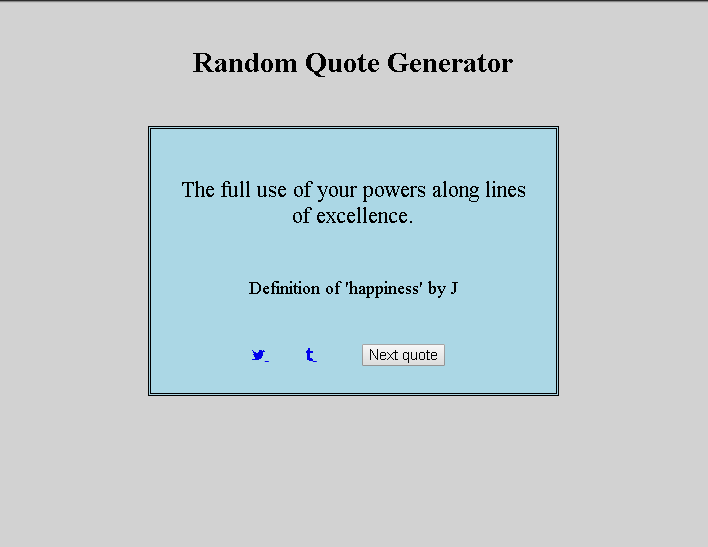 Random Quote Generator
The full use of your powers along lines
of excellence.
Definition of 'happiness' by J
Next quote